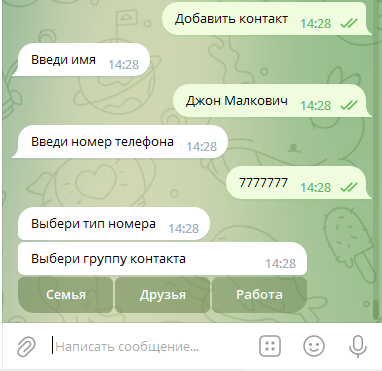 Добавить контакт 14:28
Введи имя 14:28
Джон Малкович 14:28
Введи номер телефона 14:28
7777777 14:28
Выбери тип номера 14:28
Выбери группу контакта 14:28
Семья Друзья Работа
Написать сообщение...